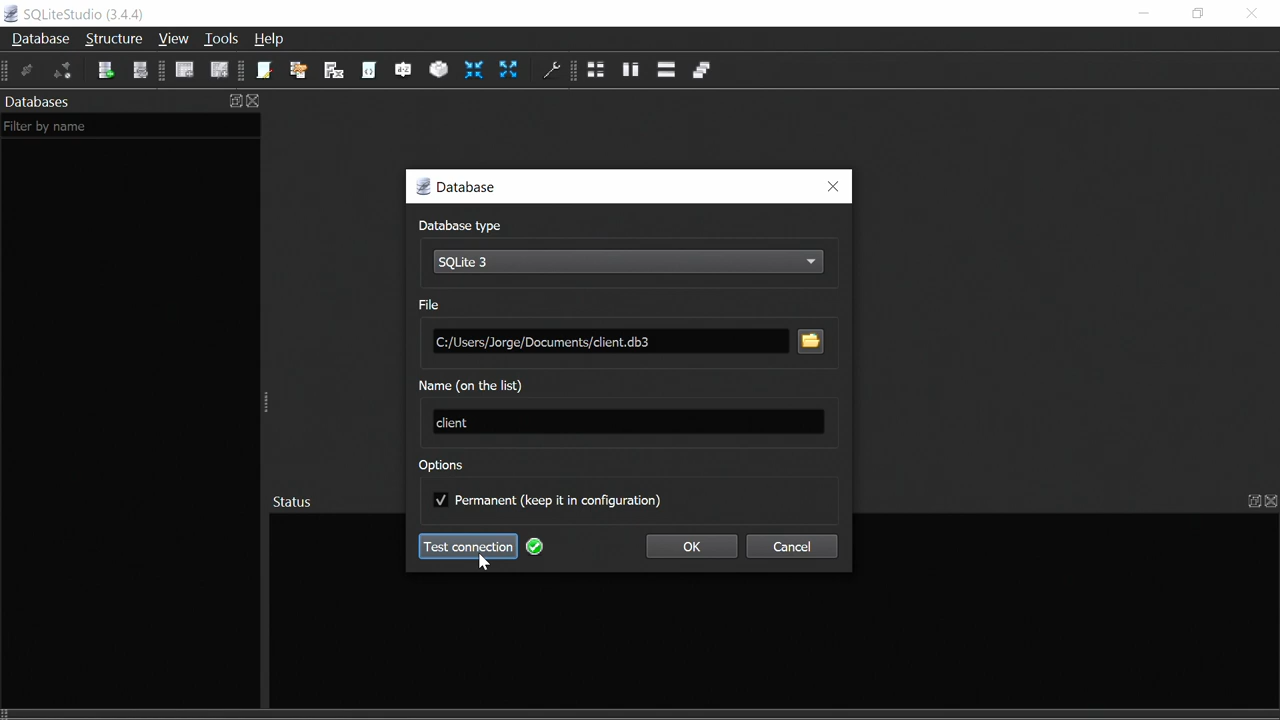 SQLiteStudio (3.4.4)
Database Structure View Tools Help
Databases
Filter by name
Database
Database type
SQLite 3
File
C:/Users/Jorge/Documents/client.db3
Name (on the list)
client
Options
Permanent (keep it in configuration)
Status
Test connection OK Cancel